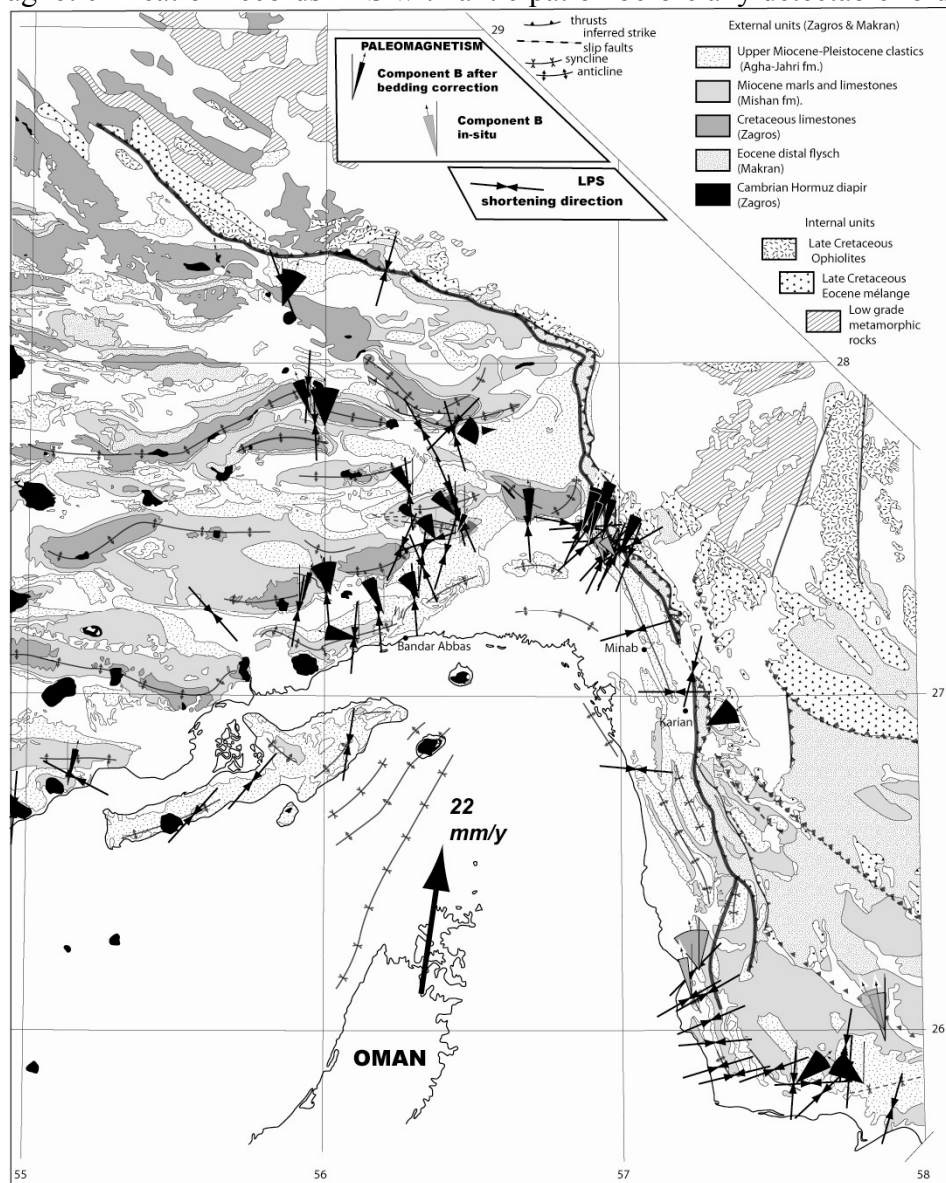 29
thrusts
inferred strike
slip faults
syncline
anticline
PALEOMAGNETISM
Component B after
bedding correction
Component B
in-situ
LPS
shortening direction
External units (Zagros & Makran)
Upper Miocene-Pleistocene clastics
(Agha-Jahri fm.)
Miocene marls and limestones
(Mishan fm).
Cretaceous limestones
(Zagros)
Eocene distal flysch
(Makran)
Cambrian Hormuz diapir
(Zagros)
Internal units
Late Cretaceous
Ophiolites
Late Cretaceous
Eocene mélange
Low grade
metamorphic
rocks
28
Bandar Abbas
Minab
27
Karian
22
mm/y
26
OMAN
55
56
57
58